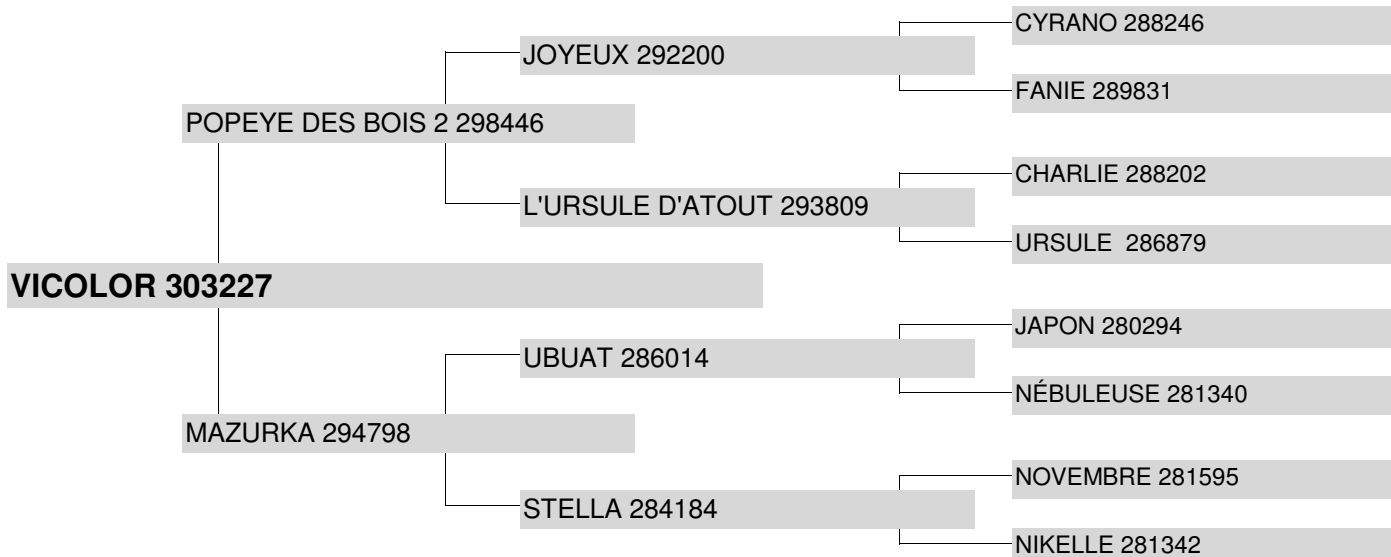 CYRANO 288246
JOYEUX 292200
FANIE 289831
POPEYE DES BOIS 2 298446
CHARLIE 288202
L'URSULE D'ATOUT 293809
URSULE 286879
VICOLOR 303227
JAPON 280294
UBUAT 286014
NÉBULEUSE 281340
MAZURKA 294798
NOVEMBRE 281595
STELLA 284184
NIKELLE 281342